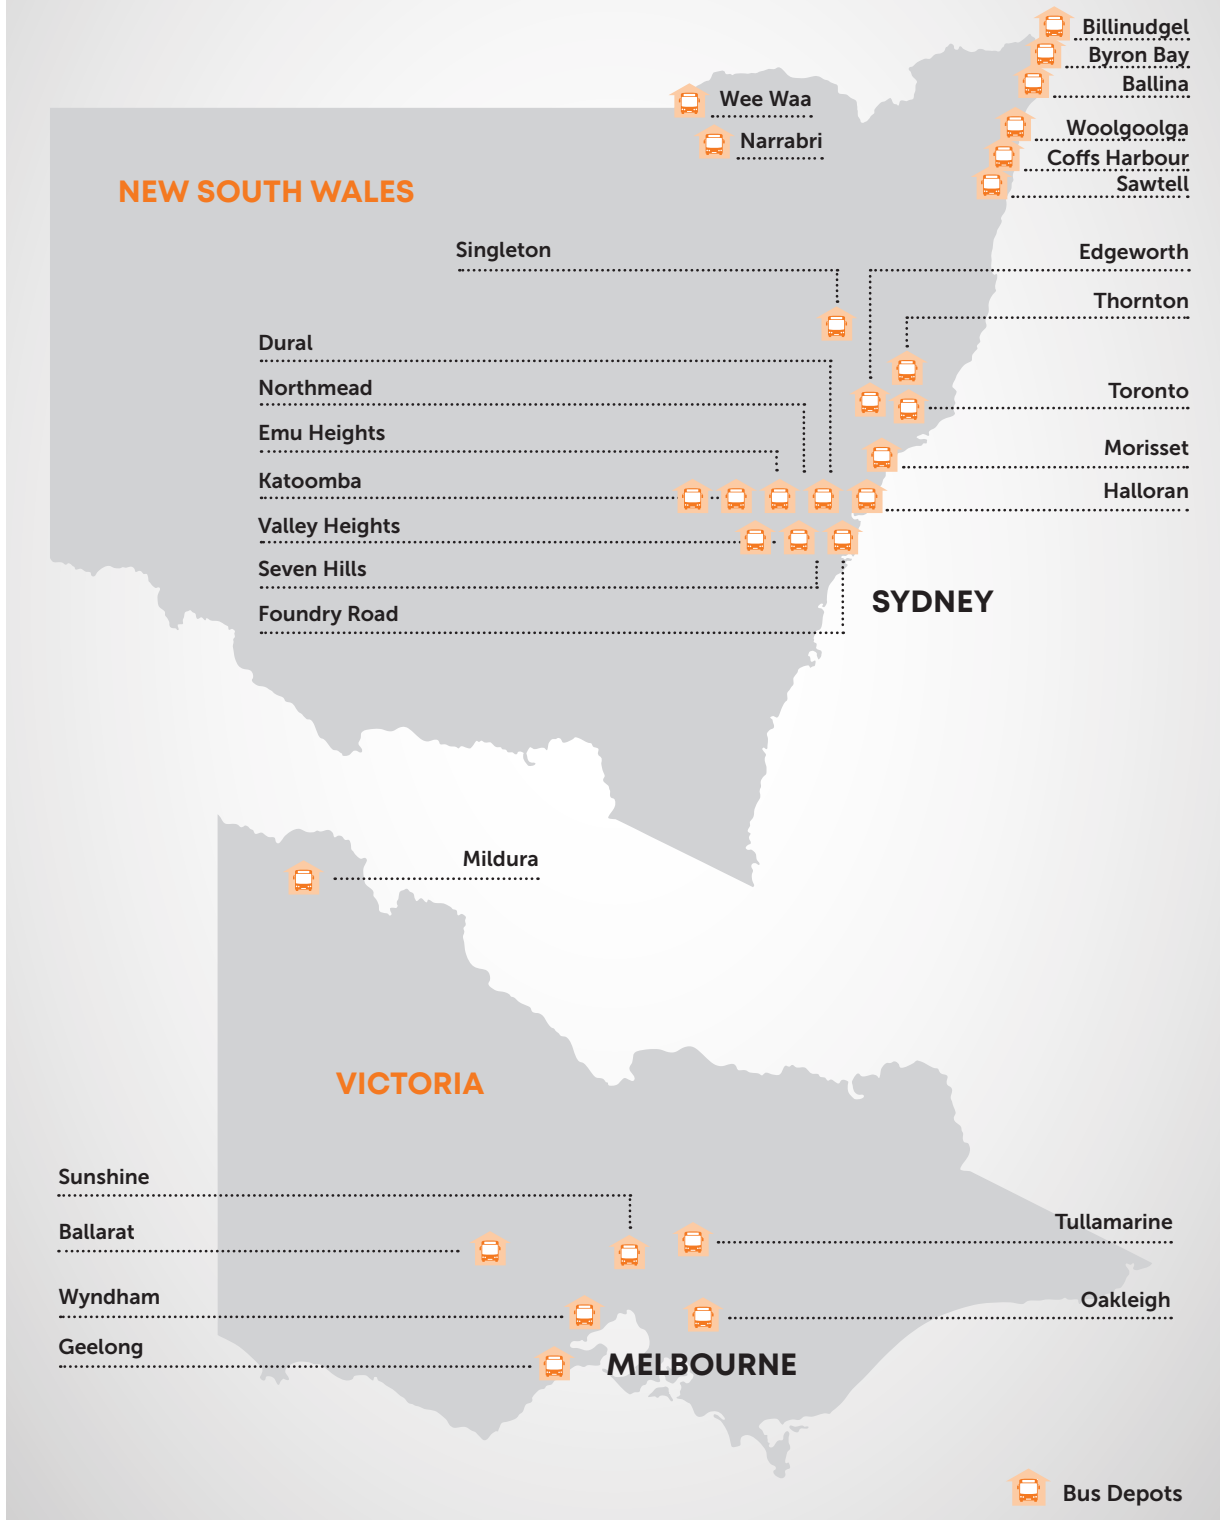 Billinudgel
Byron Bay
Ballina
Wee Waa
Narrabri
Woolgoolga
Coffs Harbour
Sawtell
NEW SOUTH WALES
Singleton
Edgeworth
Thornton
Dural
Northmead
Toronto
Emu Heights
Morisset
Katoomba
Halloran
Valley Heights
Seven Hills
SYDNEY
Foundry Road
Mildura
VICTORIA
Sunshine
Ballarat
Tullamarine
Wyndham
Oakleigh
Geelong
MELBOURNE
Bus Depots